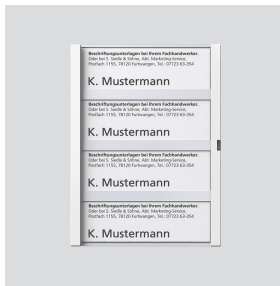 Beschriftungsunterlagen bei Ihrem Fachhandwerker.
Oder bei S. Siedle & Söhne, Abt. Marketing-Service,
Postfach 1155, 78120 Furtwangen, Tel.: 07723 63-354
K. Mustermann
Beschriftungsunterlagen bei Ihrem Fachhandwerker.
Oder bei S. Siedle & Söhne, Abt. Marketing-Service,
Postfach 1155, 78120 Furtwangen, Tel.: 07723 63-354
K. Mustermann
Beschriftungsunterlagen bei Ihrem Fachhandwerker.
Oder bei S. Siedle & Söhne, Abt. Marketing-Service,
Postfach 1155, 78120 Furtwangen, Tel.: 07723 63-354
K. Mustermann
Beschriftungsunterlagen bei Ihrem Fachhandwerker.
Oder bei S. Siedle & Söhne, Abt. Marketing-Service,
Postfach 1155, 78120 Furtwangen, Tel.: 07723 63-354
K. Mustermann